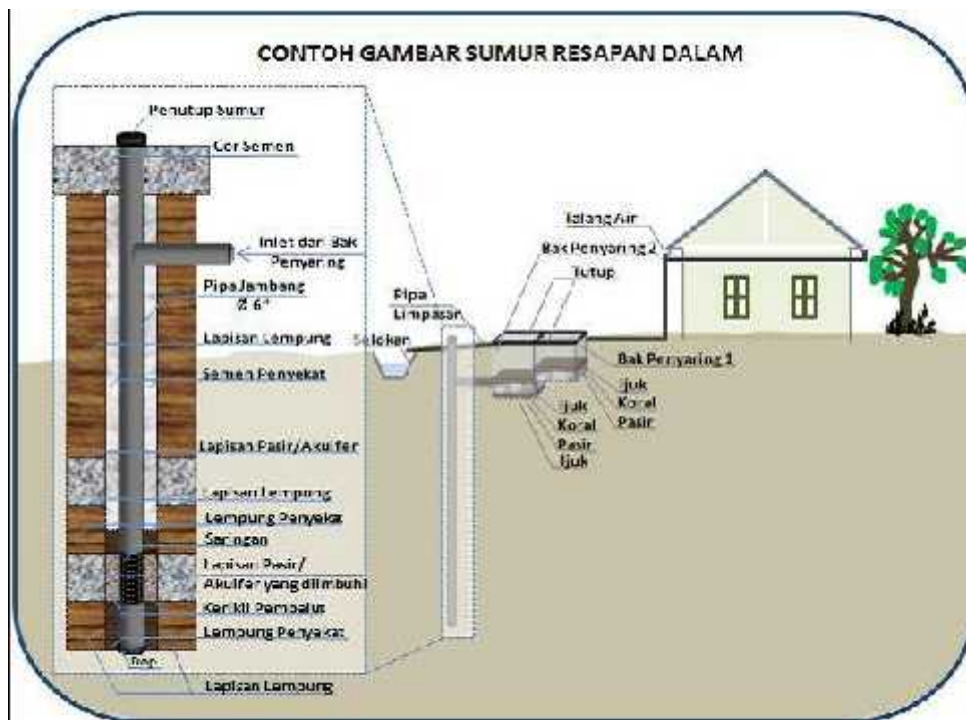 CONTOH GAMBAR SUMUR RESAPAN DALAM
Penutup Sumur
Cor Semen
Inlet dari Bak
Penyaring
Pipa Jambang
Ø 6"
Lapisan Lempung
Semen Penyekat
Lapisan Pasir/Akuifer
Lapisan Lempung
Lempung Penyekat
Saringan
Lapisan Pasir/
Akuifer yang diimbuhi
Kerikil Pembalut
Lempung Penyekat
Dop
Lapisan Lempung
Talang Air
Bak Penyaring 2
Tutup
Pipa
Limpasan
Selokan
Bak Penyaring 1
Ijuk
Koral
Pasir
Ijuk
Koral
Pasir
Ijuk